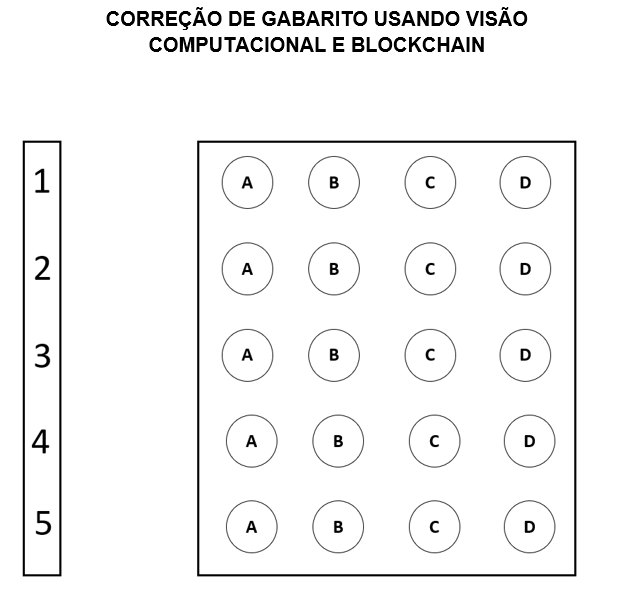 CORREÇÃO DE GABARITO USANDO VISÃO
COMPUTACIONAL E BLOCKCHAIN
1 A B C D
2 A B C D
3 A B C D
4 A B C D
5 A B C D